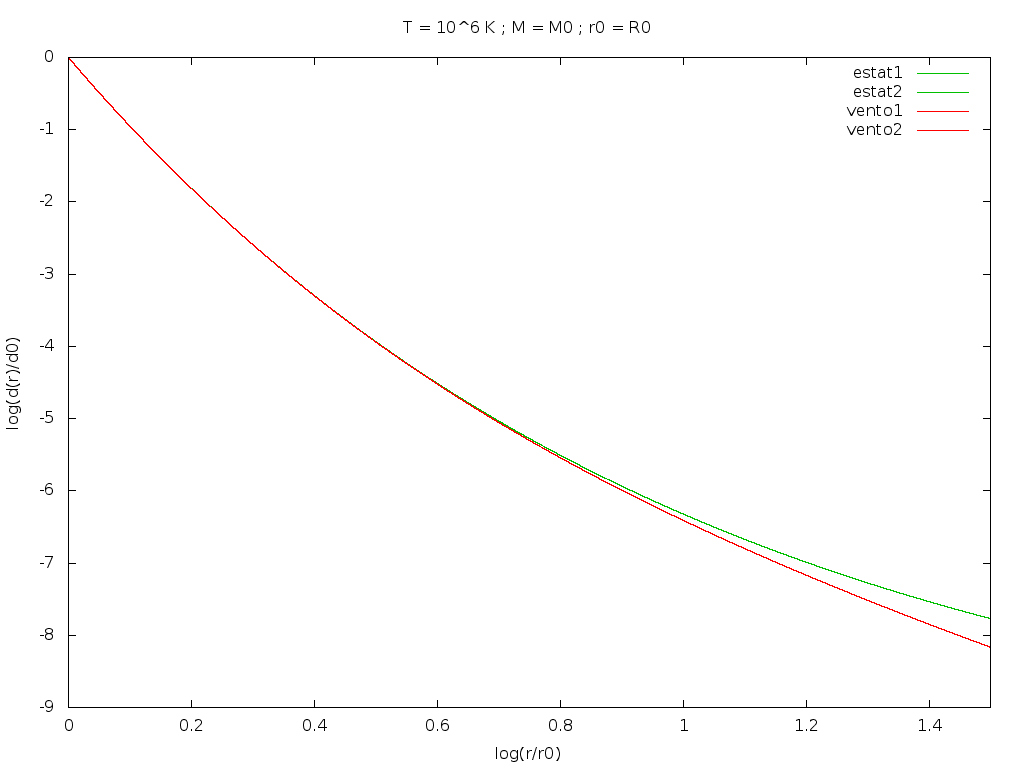 T = 10^6 K ; M = M0 ; r0 = R0
estat1
estat2
vento1
vento2
0
-1
-2
-3
-4
-5
-6
-7
-8
-9
log(d(r)/d0)
0
0.2
0.4
0.6
0.8
1
1.2
1.4
log(r/r0)